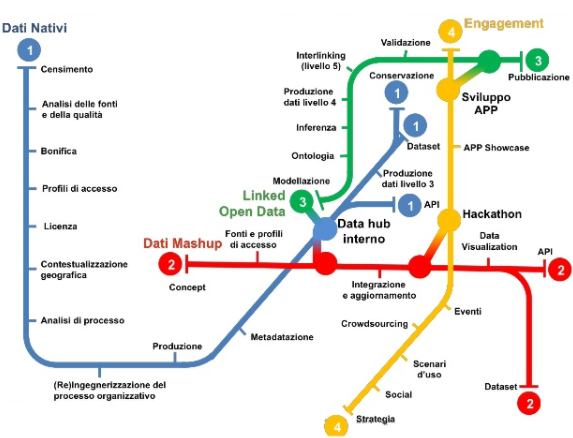 Dati Nativi
1
Censimento
Analisi delle fonti
e della qualità
Bonifica
Profili di accesso
Licenza
Contestualizzazione
geografica
Analisi di processo
(Re)Ingegnerizzazione del
processo organizzativo
Produzione
Metadatazione
Data hub
interno
Produzione
dati livello 3
1
API
1
Dataset
Conservazione
1
Linked
Open Data
3
Modellazione
Ontologia
Inferenza
Produzione
dati livello 4
Interlinking
(livello 5)
Validazione
3
Pubblicazione
Dati Mashup
2
Concept
Fonti e profili
di accesso
Integrazione
e aggiornamento
Data
Visualization
API
2
Dataset
2
Engagement
4
Sviluppo
APP
APP Showcase
Hackathon
Eventi
Crowdsourcing
Scenari
d'uso
Social
Strategia
4